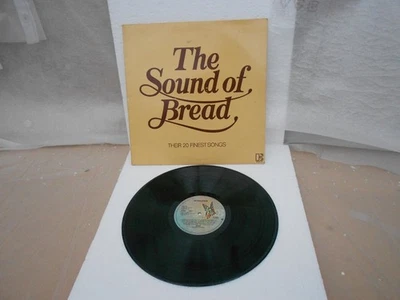 The
Sound of
Bread
THEIR 20 FINEST SONGS